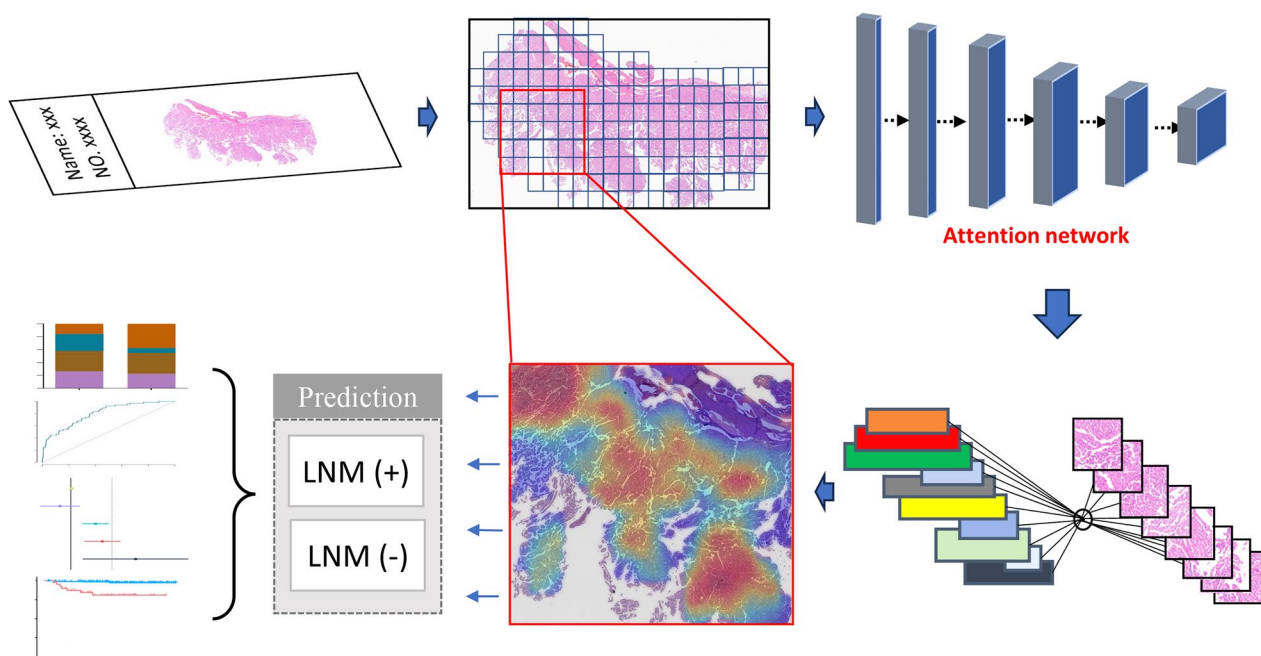 Name: xxx
NO. xxxx
Attention network
Prediction
LNM (+)
LNM (-)